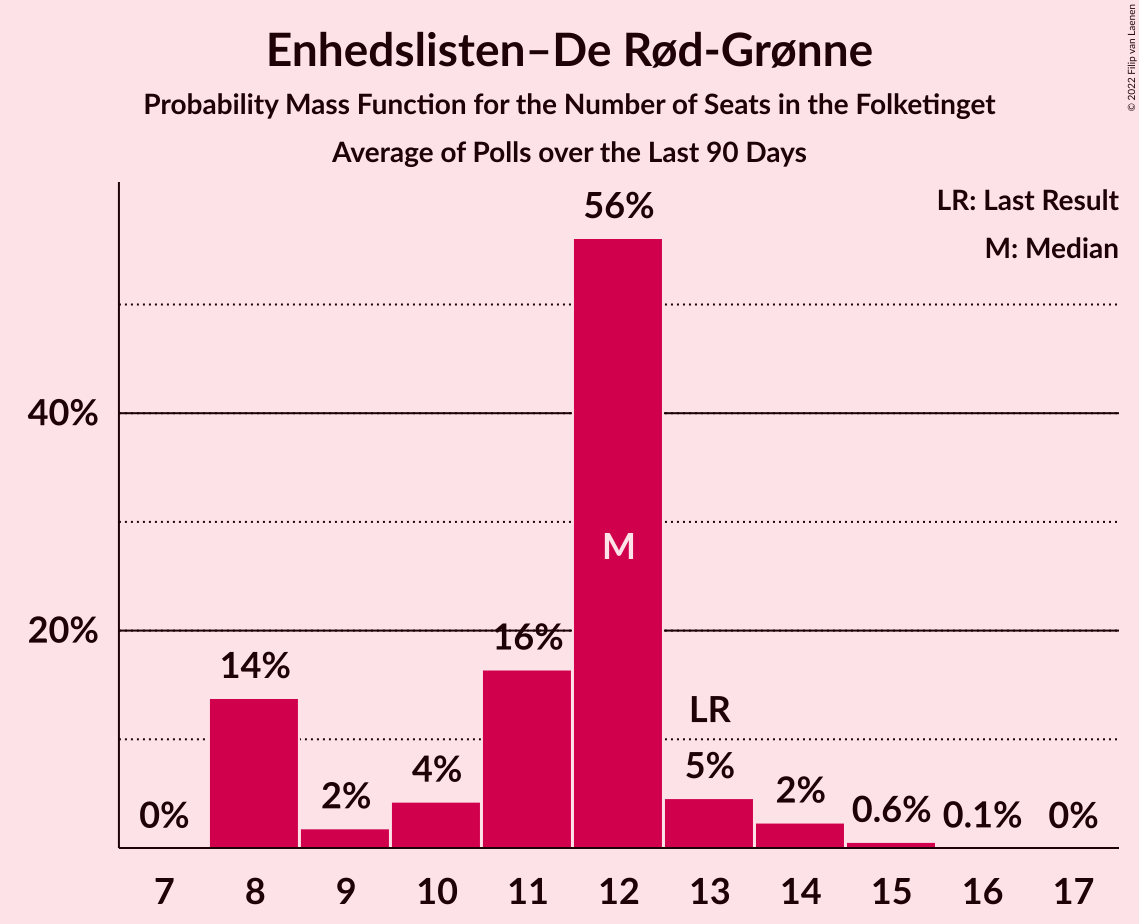 Enhedslisten–De Rød-Grønne
Probability Mass Function for the Number of Seats in the Folketinget
Average of Polls over the Last 90 Days
© 2022 Filip van Laenen
LR: Last Result
M: Median
56%
40%
M
20%
16%
14%
LR
5%
4%
2%
2%
0.6%
0.1%
0%
0%
7 8 9 10 11 12 13 14 15 16 17